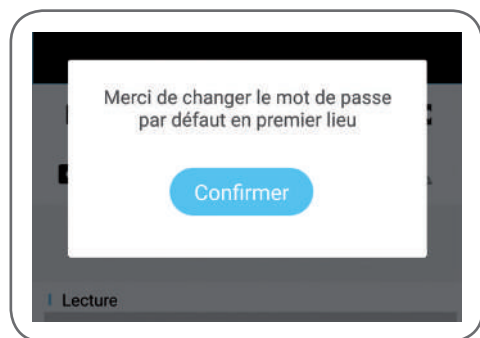 Merci de changer le mot de passe
par défaut en premier lieu
Confirmer
Lecture